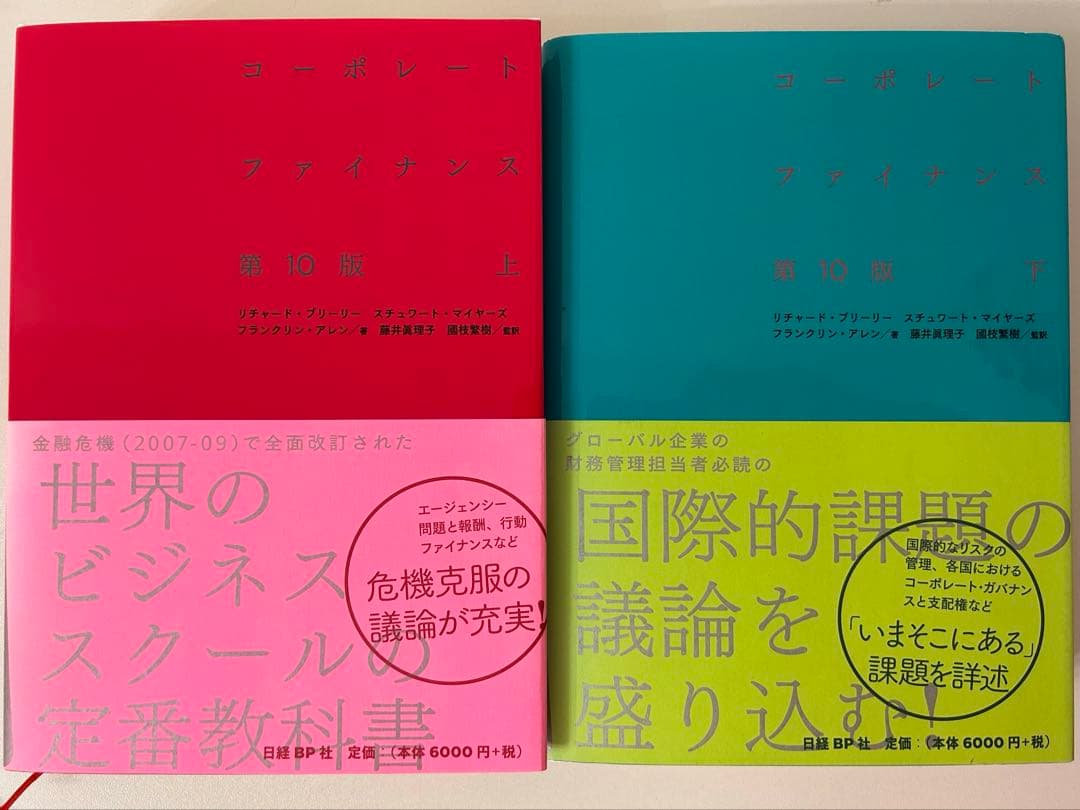 コーポレート
ファイナンス
第10版 上
リチャード・ブリーリー スチュワート・マイヤーズ
フランクリン・アレン/著 藤井眞理子 國枝繁樹/監訳
金融危機(2007-09)で全面改訂された
世界の
ビジネス
スクールの
定番教科書
エージェンシー
問題と報酬、行動
ファイナンスなど
危機克服の
議論が充実!
日経BP社 定価:(本体6000円+税)
コーポレート
ファイナンス
第10版 下
リチャード・ブリーリー スチュワート・マイヤーズ
フランクリン・アレン/著 藤井眞理子 國枝繁樹/監訳
グローバル企業の
財務管理担当者必読の
国際的課題の
議論を
盛り込む!
国際的なリスクの
管理、各国における
コーポレート・ガバナン
スと支配権など
「いまそこにある」
課題を詳述
日経BP社 定価:(本体6000円+税)